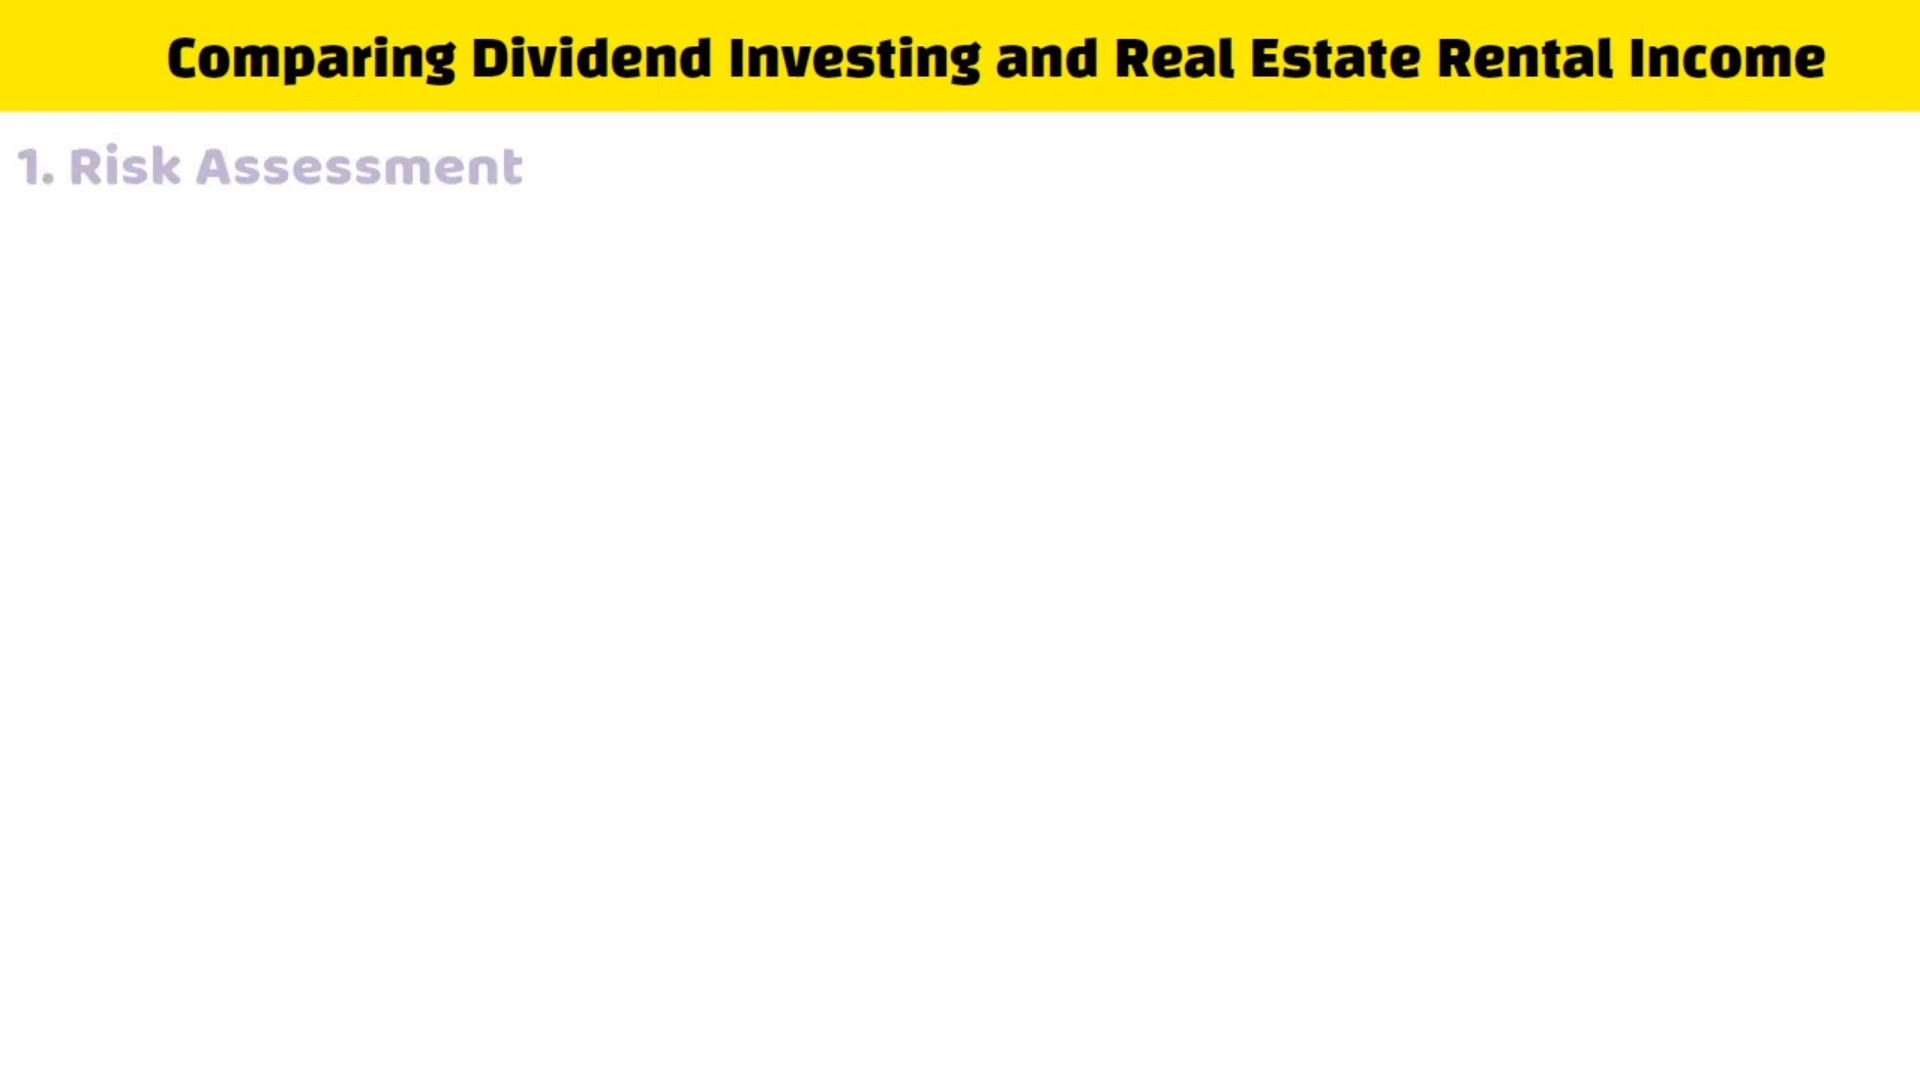 Comparing Dividend Investing and Real Estate Rental Income
1. Risk Assessment